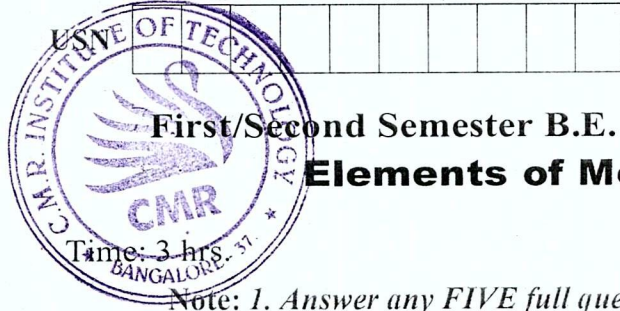 USN
C.M.R. INSTITUTE OF TECHNOLOGY
CMR
* BANGALORE - 37. *
First/Second Semester B.E.
Elements of M
Time: 3 hrs.
Note: 1. Answer any FIVE full que